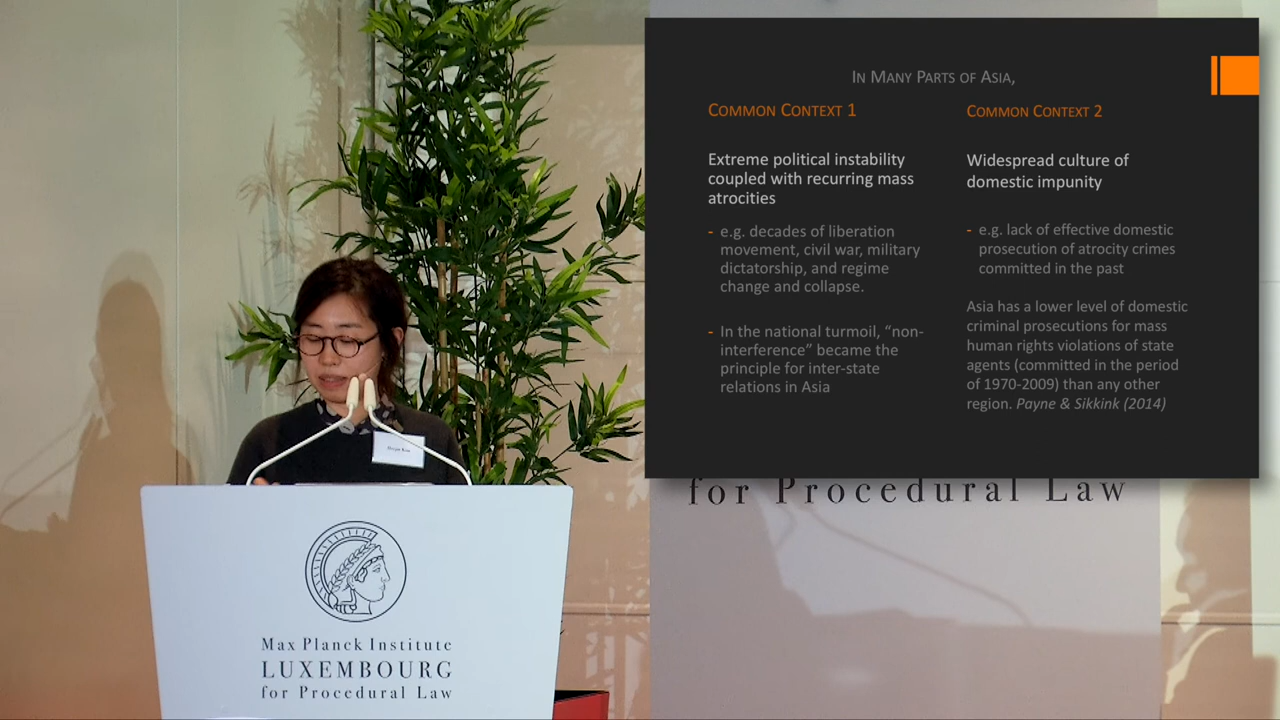 In Many Parts of Asia,
Common Context 1
Extreme political instability
coupled with recurring mass
atrocities
- e.g. decades of liberation
movement, civil war, military
dictatorship, and regime
change and collapse.
- In the national turmoil, “non-
interference” became the
principle for inter-state
relations in Asia
Common Context 2
Widespread culture of
domestic impunity
- e.g. lack of effective domestic
prosecution of atrocity crimes
committed in the past
Asia has a lower level of domestic
criminal prosecutions for mass
human rights violations of state
agents (committed in the period
of 1970-2009) than any other
region. Payne & Sikkink (2014)
for Procedural Law
Max Planck Institute
LUXEMBOURG
for Procedural Law